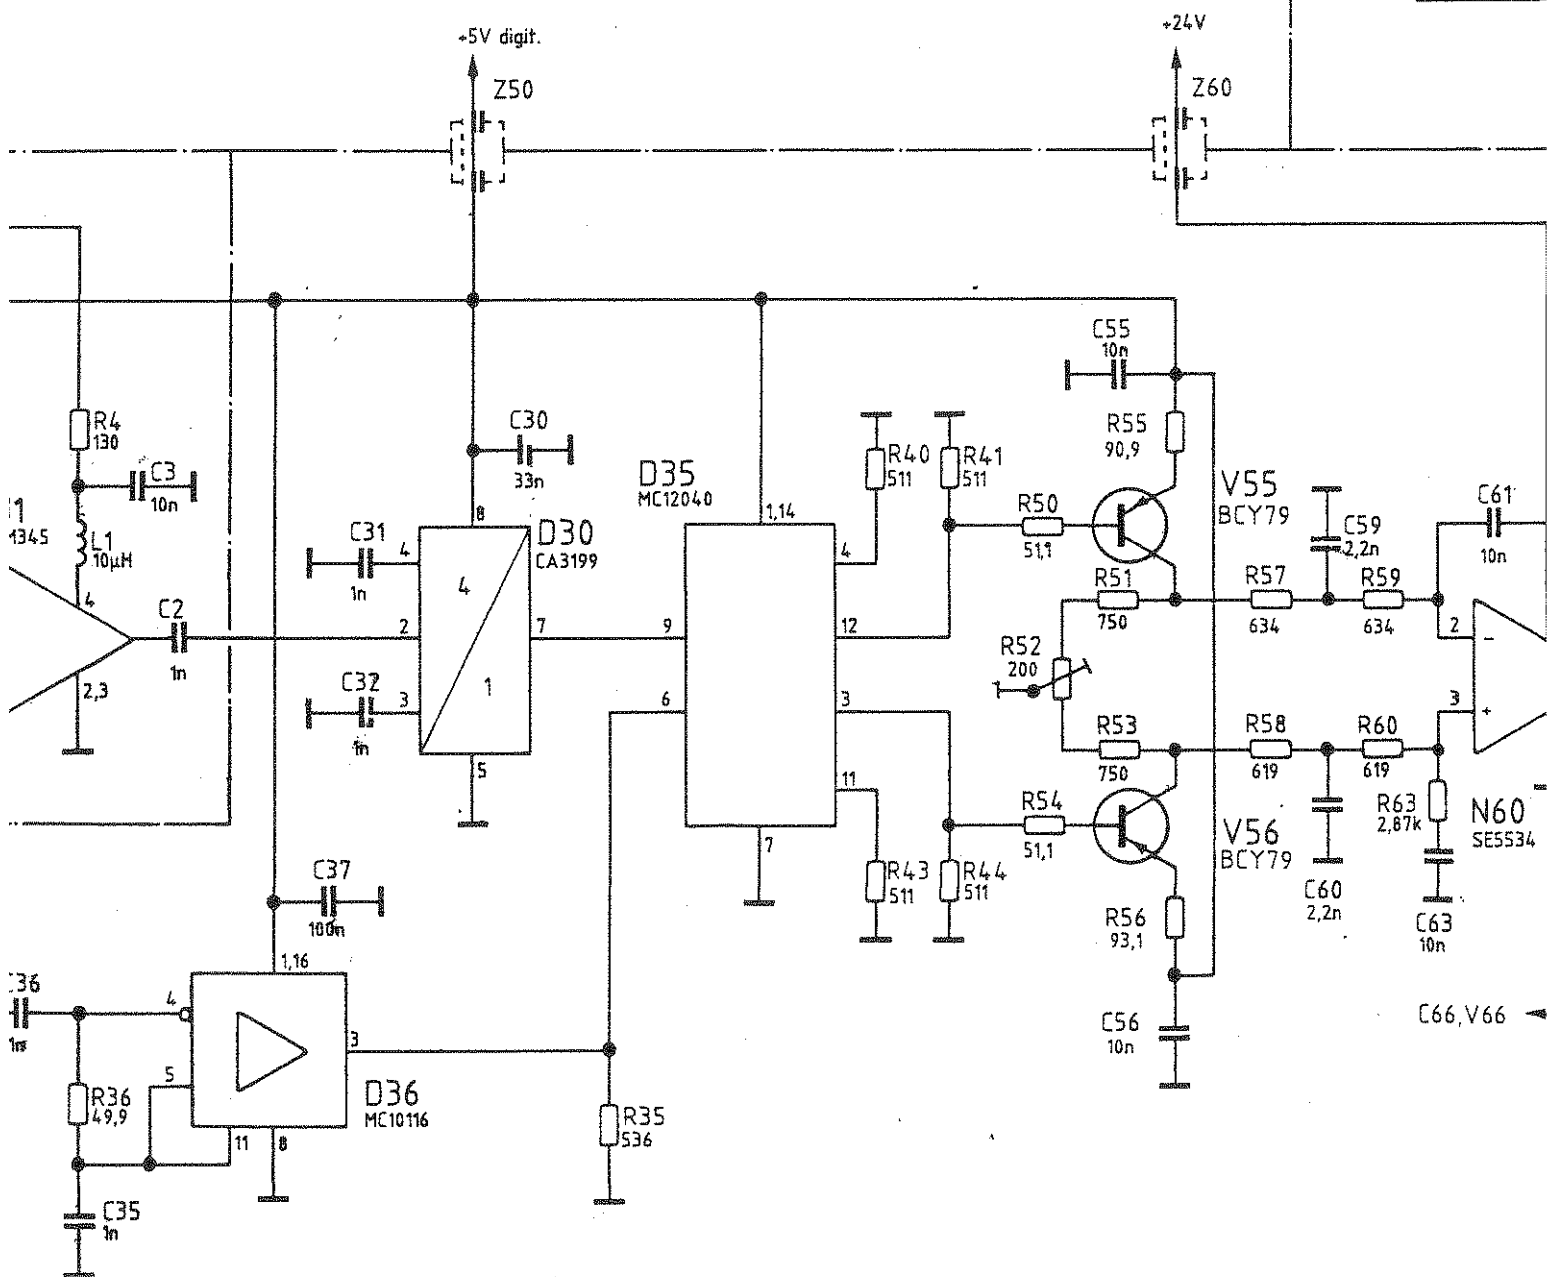 +24V
+5V digit.
Z50
Z60
C55
10n
R4
130
C30
33n
R55
90,9
C3
10n
D35
MC12040
R40
511
R41
511
V55
BCY79
C61
10n
1,14
8
R50
51,1
C59
2,2n
M345
L1
10µH
C31
1n
4
D30
CA3199
4
4
R51
750
R57
634
R59
634
4
C2
1n
2
7
9
12
2
−
R52
200
2,3
C32
1n
3
1
6
3
3
+
R53
750
R58
619
R60
619
5
11
R54
51,1
R63
2,87k
N60
SE5534
V56
BCY79
7
C37
100n
R43
511
R44
511
C60
2,2n
R56
93,1
C63
10n
1,16
C36
1n
4
C56
10n
C66,V66
3
5
R36
49,9
D36
MC10116
R35
536
11
8
C35
1n